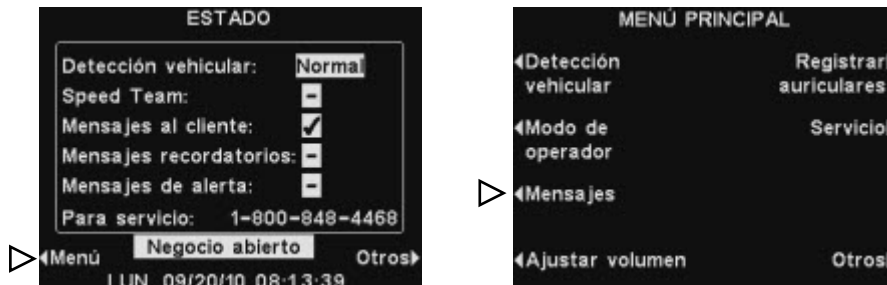 ESTADO
Detección vehicular: Normal
Speed Team: −
Mensajes al cliente: ✓
Mensajes recordatorios: −
Mensajes de alerta: −
Para servicio: 1-800-848-4468
Negocio abierto
Menú Otros
LUN 09/20/10 08:13:39
MENÚ PRINCIPAL
Detección vehicular
Registrar auriculares
Modo de operador
Servicio
Mensajes
Ajustar volumen
Otros